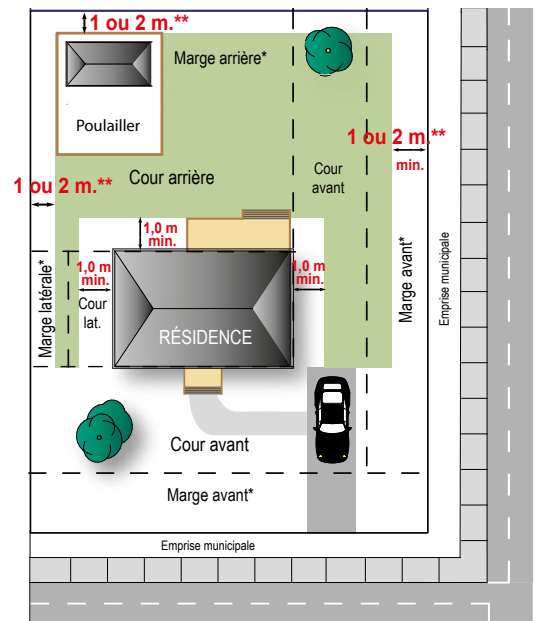 1 ou 2 m.**
Marge arrière*
Poulailler
1 ou 2 m.**
min.
Cour
avant
Cour arrière
1 ou 2 m.**
1,0 m
min.
1,0 m
min.
1,0 m
min.
Marge latérale*
Cour
lat.
RÉSIDENCE
Marge avant*
Emprise municipale
Cour avant
Marge avant*
Emprise municipale